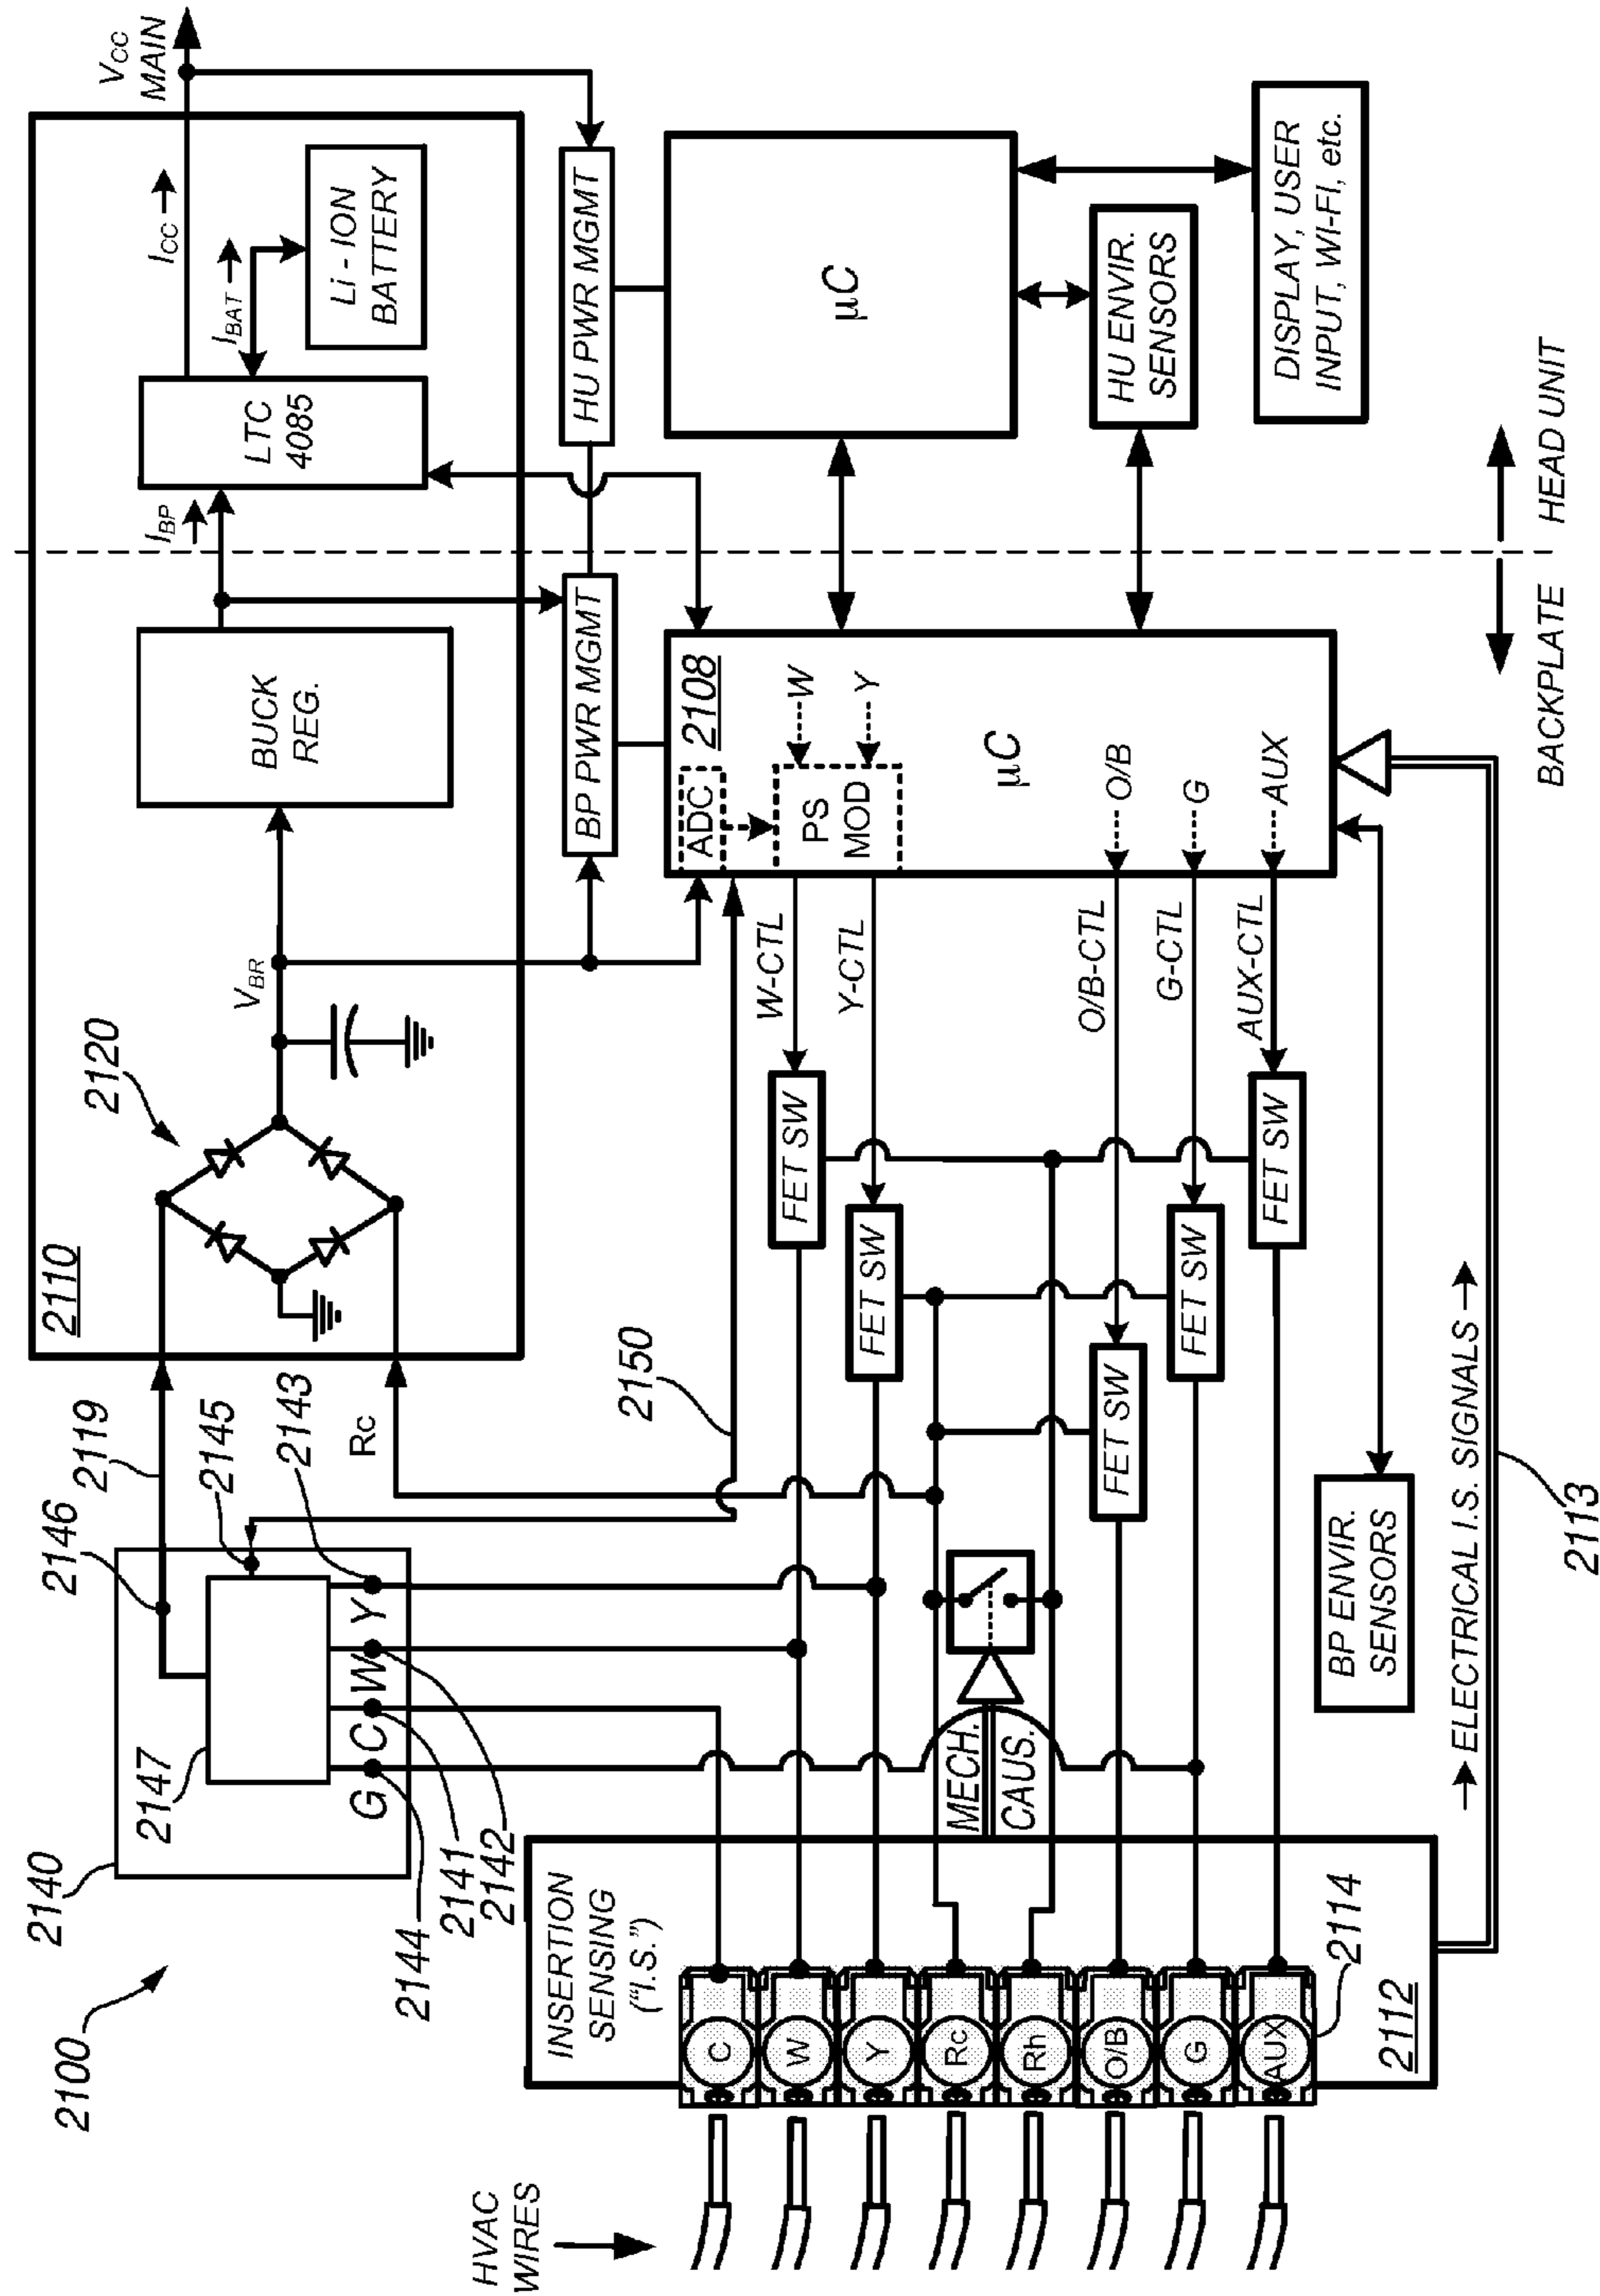 2100
HVAC
WIRES
2140
2147
2146
2119
2145
2143
2144
2141
2142
G
C
W
Y
Rc
2110
2120
VBR
BUCK
REG.
IBP
LTC
4085
IBAT
Li - ION
BATTERY
ICC
VCC
MAIN
BP PWR MGMT
HU PWR MGMT
2150
INSERTION
SENSING
("I.S.")
C
W
Y
Rc
Rh
O/B
G
AUX
2114
2112
MECH.
CAUS.
FET SW
FET SW
FET SW
FET SW
FET SW
W-CTL
Y-CTL
O/B-CTL
G-CTL
AUX-CTL
2108
ADC
PS
MOD
W
Y
µC
O/B
G
AUX
µC
HU ENVIR.
SENSORS
DISPLAY, USER
INPUT, WI-FI, etc.
BP ENVIR.
SENSORS
ELECTRICAL I.S. SIGNALS
2113
BACKPLATE
HEAD UNIT